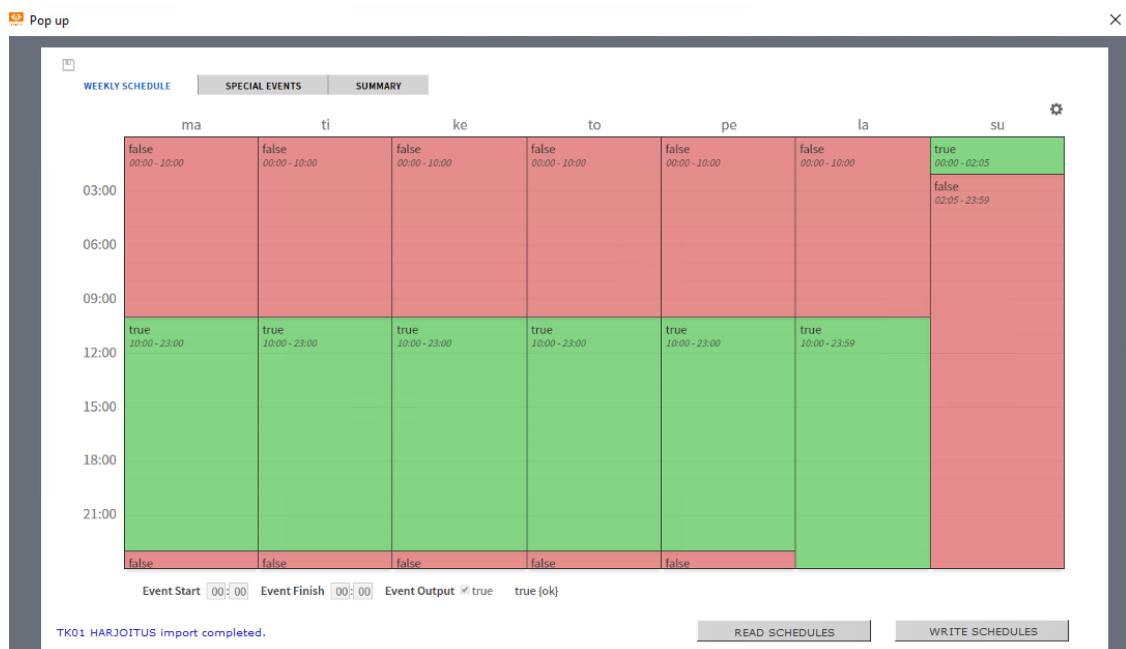 Pop up
WEEKLY SCHEDULE SPECIAL EVENTS SUMMARY
ma ti ke to pe la su
false false false false false false true
00:00 - 10:00 00:00 - 10:00 00:00 - 10:00 00:00 - 10:00 00:00 - 10:00 00:00 - 10:00 00:00 - 02:05
03:00 false
02:05 - 23:59
06:00
09:00
true true true true true true
10:00 - 23:00 10:00 - 23:00 10:00 - 23:00 10:00 - 23:00 10:00 - 23:00 10:00 - 23:59
12:00
15:00
18:00
21:00
false false false false false
Event Start 00:00 Event Finish 00:00 Event Output true true {ok}
TK01 HARJOITUS import completed. READ SCHEDULES WRITE SCHEDULES